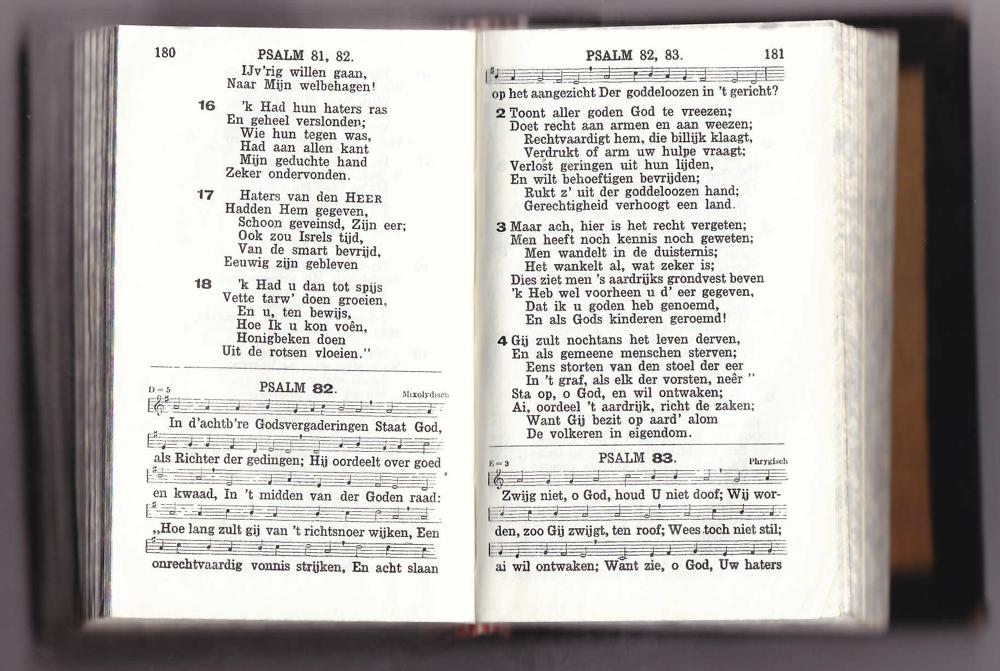 180
PSALM 81, 82.
IJv'rig willen gaan,
Naar Mijn welbehagen!
16 'k Had hun haters ras
En geheel verslonden;
Wie hun tegen was,
Had aan allen kant
Mijn geduchte hand
Zeker ondervonden.
17 Haters van den HEER
Hadden Hem gegeven,
Schoon geveinsd, Zijn eer;
Ook zou Isrels tijd,
Van de smart bevrijd,
Eeuwig zijn gebleven
18 'k Had u dan tot spijs
Vette tarw' doen groeien,
En u, ten bewijs,
Hoe Ik u kon voên,
Honigbeken doen
Uit de rotsen vloeien."
PSALM 82.
D = 5
Mixolydisch
In d'achtb're Godsvergaderingen Staat God,
als Richter der gedingen; Hij oordeelt over goed
en kwaad, In 't midden van der Goden raad:
„Hoe lang zult gij van 't richtsnoer wijken, Een
onrechtvaardig vonnis strijken, En acht slaan
PSALM 82, 83.
181
op het aangezicht Der goddeloozen in 't gericht?
2 Toont aller goden God te vreezen;
Doet recht aan armen en aan weezen;
Rechtvaardigt hem, die billijk klaagt,
Verdrukt of arm uw hulpe vraagt;
Verlost geringen uit hun lijden,
En wilt behoeftigen bevrijden;
Rukt z' uit der goddeloozen hand;
Gerechtigheid verhoogt een land.
3 Maar ach, hier is het recht vergeten;
Men heeft noch kennis noch geweten;
Men wandelt in de duisternis;
Het wankelt al, wat zeker is;
Dies ziet men 's aardrijks grondvest beven
'k Heb wel voorheen u d' eer gegeven,
Dat ik u goden heb genoemd,
En als Gods kinderen geroemd!
4 Gij zult nochtans het leven derven,
En als gemeene menschen sterven;
Eens storten van den stoel der eer
In 't graf, als elk der vorsten, neêr "
Sta op, o God, en wil ontwaken;
Ai, oordeel 't aardrijk, richt de zaken;
Want Gij bezit op aard' alom
De volkeren in eigendom.
PSALM 83.
E = 3
Phrygisch
Zwijg niet, o God, houd U niet doof; Wij wor-
den, zoo Gij zwijgt, ten roof; Wees toch niet stil;
ai wil ontwaken; Want zie, o God, Uw haters